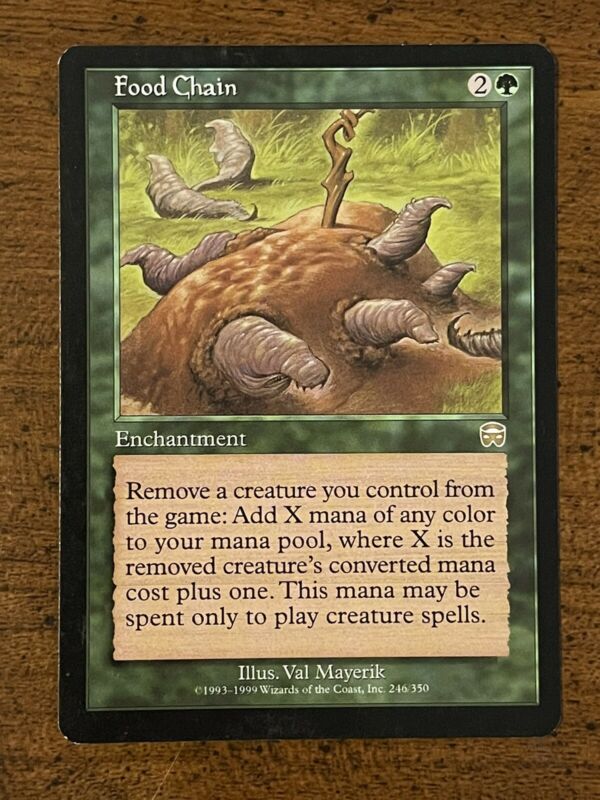 Food Chain
2
Enchantment
Remove a creature you control from
the game: Add X mana of any color
to your mana pool, where X is the
removed creature's converted mana
cost plus one. This mana may be
spent only to play creature spells.
Illus. Val Mayerik
©1993-1999 Wizards of the Coast, Inc. 246/350